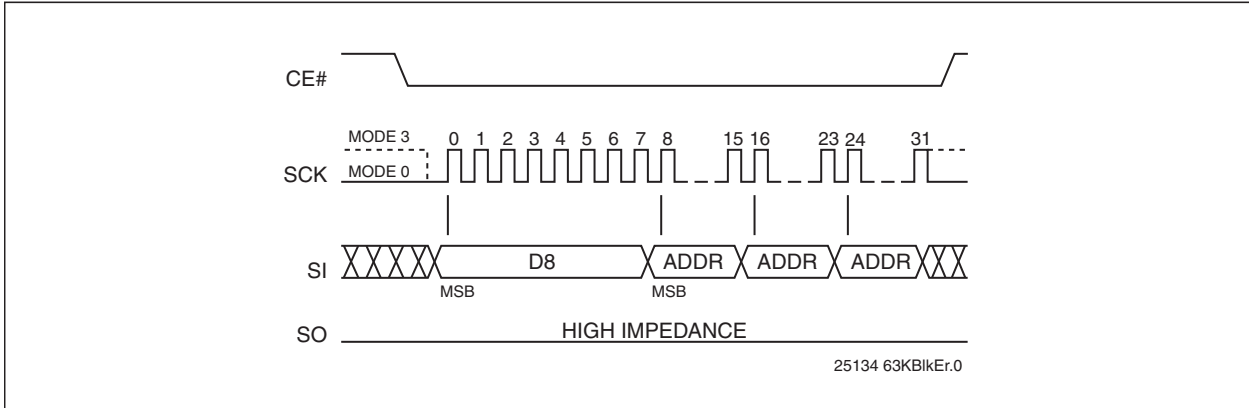 CE#
MODE 3 0 1 2 3 4 5 6 7 8 15 16 23 24 31
SCK MODE 0
SI D8 ADDR ADDR ADDR
MSB MSB
SO HIGH IMPEDANCE
25134 63KBlkEr.0